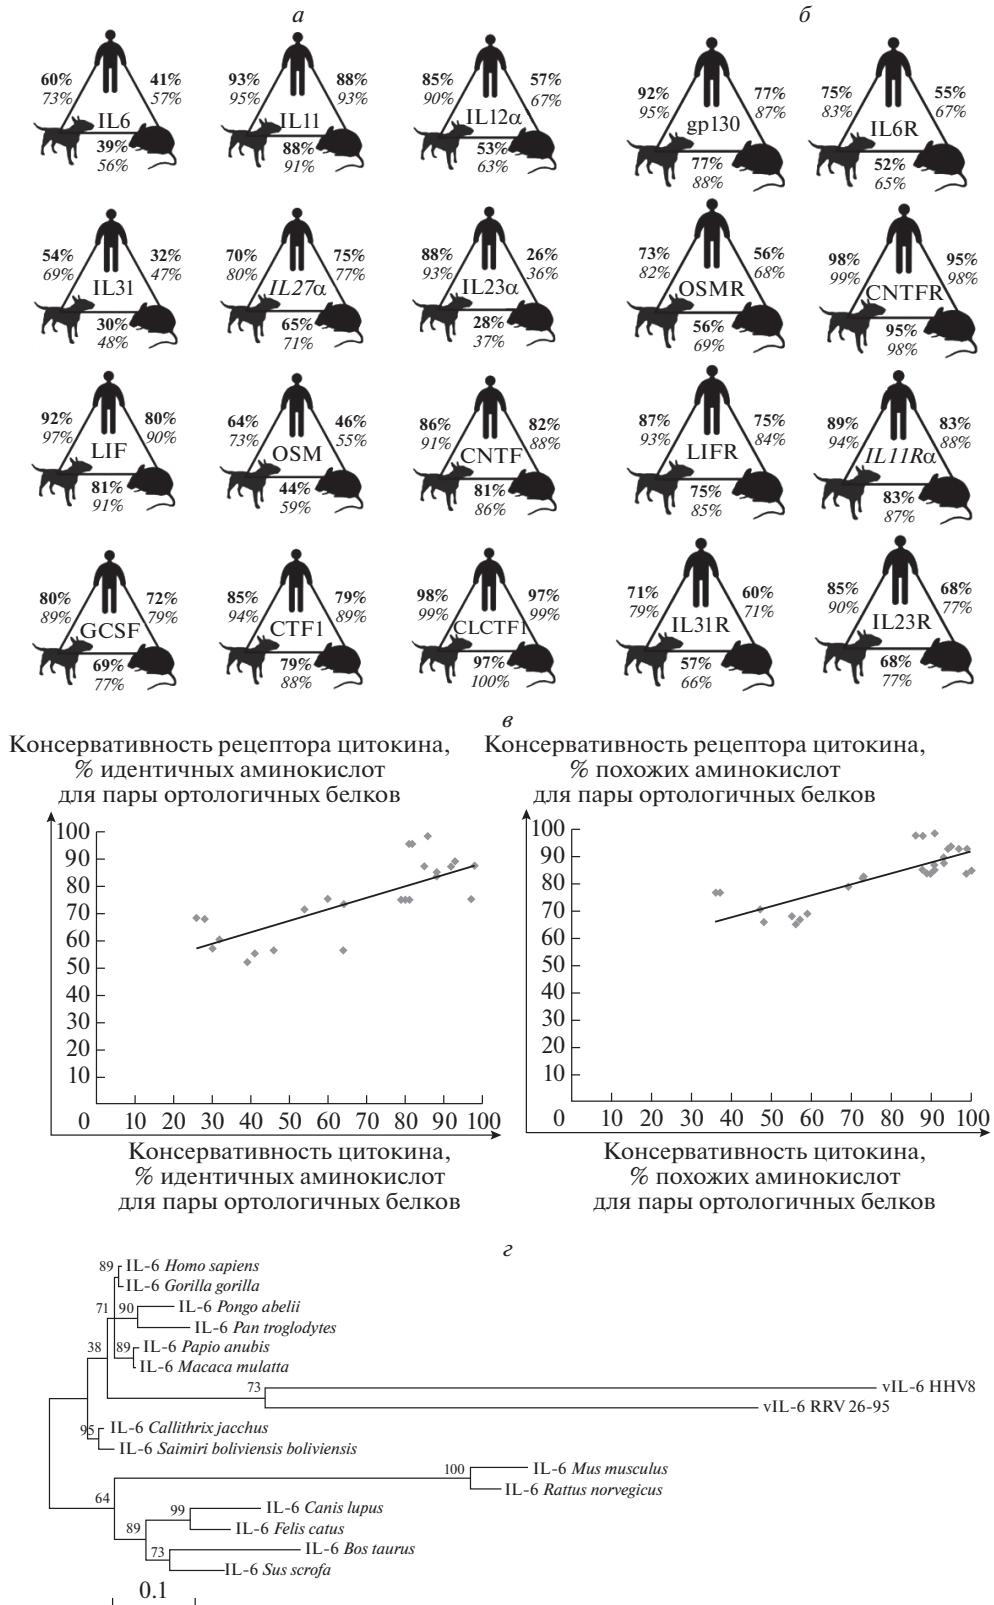 а
60% 41%
73% 57%
IL6
39%
56%
93% 88%
95% 93%
IL11
88%
91%
85% 57%
90% 67%
IL12α
53%
63%
54% 32%
69% 47%
IL31
30%
48%
70% 75%
80% 77%
IL27α
65%
71%
88% 26%
93% 36%
IL23α
28%
37%
92% 80%
97% 90%
LIF
81%
91%
64% 46%
73% 55%
OSM
44%
59%
86% 82%
91% 88%
CNTF
81%
86%
80% 72%
89% 79%
GCSF
69%
77%
85% 79%
94% 89%
CTF1
79%
88%
98% 97%
99% 99%
CLCTF1
97%
100%
б
92% 77%
95% 87%
gp130
77%
88%
75% 55%
83% 67%
IL6R
52%
65%
73% 56%
82% 68%
OSMR
56%
69%
98% 95%
99% 98%
CNTFR
95%
98%
87% 75%
93% 84%
LIFR
75%
85%
89% 83%
94% 88%
IL11Rα
83%
87%
71% 60%
79% 71%
IL31R
57%
66%
85% 68%
90% 77%
IL23R
68%
77%
в
Консервативность рецептора цитокина,
% идентичных аминокислот
для пары ортологичных белков
100
90
80
70
60
50
40
30
20
10
0 10 20 30 40 50 60 70 80 90 100
Консервативность цитокина,
% идентичных аминокислот
для пары ортологичных белков
Консервативность рецептора цитокина,
% похожих аминокислот
для пары ортологичных белков
100
90
80
70
60
50
40
30
20
10
0 10 20 30 40 50 60 70 80 90 100
Консервативность цитокина,
% похожих аминокислот
для пары ортологичных белков
г
89 IL-6 Homo sapiens
IL-6 Gorilla gorilla
71 90 IL-6 Pongo abelii
IL-6 Pan troglodytes
38 89 IL-6 Papio anubis
IL-6 Macaca mulatta
73 vIL-6 HHV8
vIL-6 RRV 26-95
95 IL-6 Callithrix jacchus
IL-6 Saimiri boliviensis boliviensis
100 IL-6 Mus musculus
IL-6 Rattus norvegicus
64 99 IL-6 Canis lupus
89 IL-6 Felis catus
73 IL-6 Bos taurus
IL-6 Sus scrofa
0.1